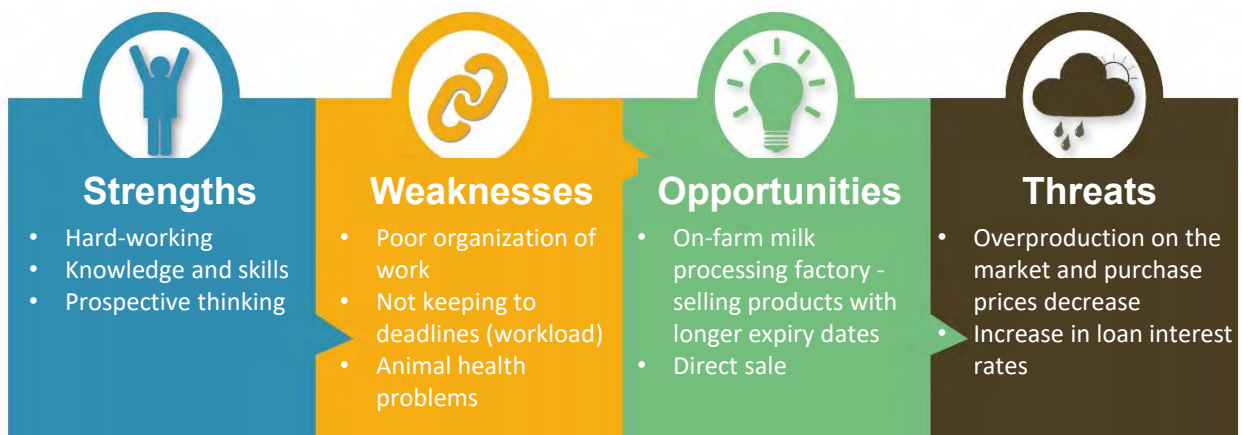 Strengths
• Hard-working
• Knowledge and skills
• Prospective thinking
Weaknesses
• Poor organization of
work
• Not keeping to
deadlines (workload)
• Animal health
problems
Opportunities
• On-farm milk
processing factory -
selling products with
longer expiry dates
• Direct sale
Threats
• Overproduction on the
market and purchase
prices decrease
• Increase in loan interest
rates